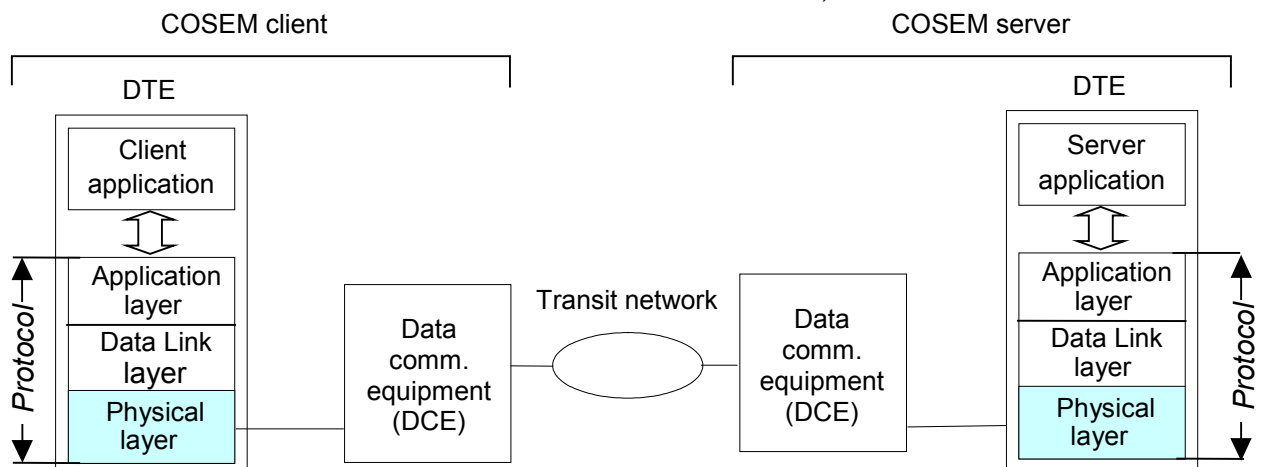 COSEM client
COSEM server
DTE
DTE
Client
application
Server
application
Protocol
Application
layer
Data Link
layer
Physical
layer
Data
comm.
equipment
(DCE)
Transit network
Data
comm.
equipment
(DCE)
Application
layer
Data Link
layer
Physical
layer
Protocol